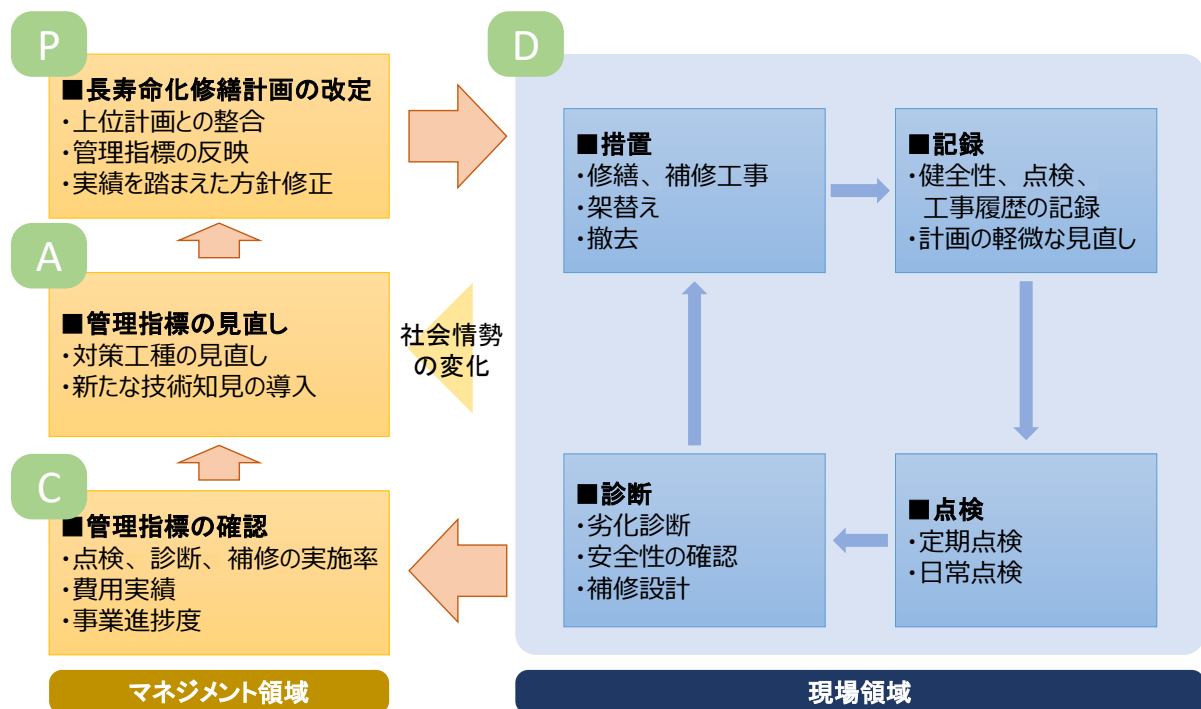 P
■長寿命化修繕計画の改定
・上位計画との整合
・管理指標の反映
・実績を踏まえた方針修正
A
■管理指標の見直し
・対策工種の見直し
・新たな技術知見の導入
C
■管理指標の確認
・点検、診断、補修の実施率
・費用実績
・事業進捗度
マネジメント領域
社会情勢
の変化
D
■措置
・修繕、補修工事
・架替え
・撤去
■記録
・健全性、点検、
工事履歴の記録
・計画の軽微な見直し
■診断
・劣化診断
・安全性の確認
・補修設計
■点検
・定期点検
・日常点検
現場領域